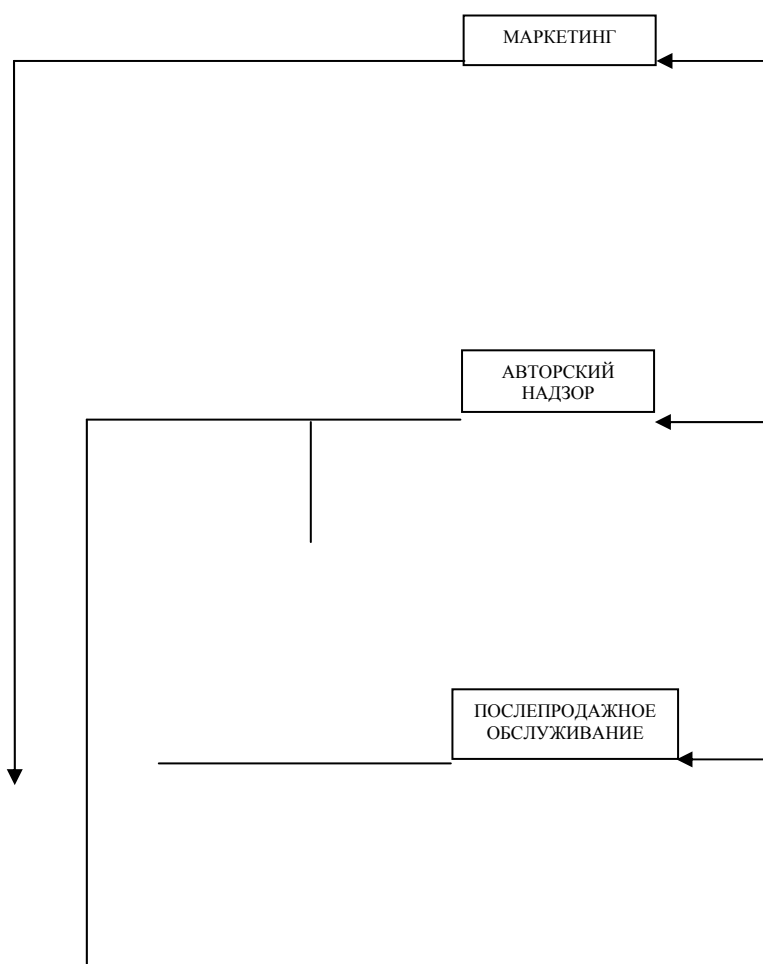 МАРКЕТИНГ
АВТОРСКИЙ
НАДЗОР
ПОСЛЕПРОДАЖНОЕ
ОБСЛУЖИВАНИЕ